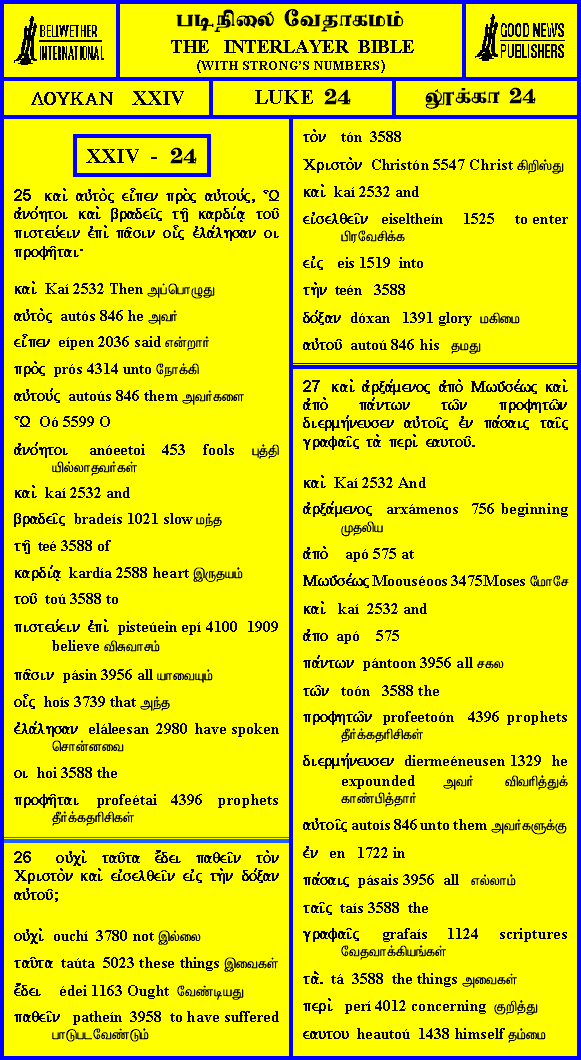 BELLWETHER
INTERNATIONAL
படிநிலை வேதாகமம்
THE INTERLAYER BIBLE
(WITH STRONG'S NUMBERS)
GOOD NEWS
PUBLISHERS
ΛΟΥΚΑΝ XXIV
LUKE 24
லூக்கா 24
XXIV - 24
25 καὶ αὐτὸς εἶπεν πρὸς αὐτούς, Ὦ
ἀνόητοι καὶ βραδεῖς τῇ καρδίᾳ τοῦ
πιστεύειν ἐπὶ πᾶσιν οἷς ἐλάλησαν οι
προφῆται·
καὶ Kaí 2532 Then அப்பொழுது
αὐτὸς autós 846 he அவர்
εἶπεν eípen 2036 said என்றார்
πρὸς prós 4314 unto நோக்கி
αὐτούς autoús 846 them அவர்களை
Ὦ Oó 5599 O
ἀνόητοι anóeetoi 453 fools புத்தி
யில்லாதவர்கள்
καὶ kaí 2532 and
βραδεῖς bradeís 1021 slow மந்த
τῇ teé 3588 of
καρδίᾳ kardía 2588 heart இருதயம்
τοῦ toú 3588 to
πιστεύειν ἐπὶ pisteúein epí 4100 1909
believe விசுவாசம்
πᾶσιν pásin 3956 all யாவையும்
οἷς hoís 3739 that அந்த
ἐλάλησαν eláleesan 2980 have spoken
சொன்னவை
οι hoi 3588 the
προφῆται profeétai 4396 prophets
தீர்க்கதரிசிகள்
26 οὐχὶ ταῦτα ἔδει παθεῖν τὸν
Χριστὸν καὶ εἰσελθεῖν εἰς τὴν δόξαν
αὐτοῦ;
οὐχὶ ouchí 3780 not இல்லை
ταῦτα taúta 5023 these things இவைகள்
ἔδει édei 1163 Ought வேண்டியது
παθεῖν patheín 3958 to have suffered
பாடுபடவேண்டும்
τὸν tón 3588
Χριστὸν Christón 5547 Christ கிறிஸ்து
καὶ kaí 2532 and
εἰσελθεῖν eiseltheín 1525 to enter
பிரவேசிக்க
εἰς eis 1519 into
τὴν teén 3588
δόξαν dóxan 1391 glory மகிமை
αὐτοῦ autoú 846 his தமது
27 καὶ ἀρξάμενος ἀπὸ Μωϋσέως καὶ
ἀπὸ πάντων τῶν προφητῶν
διερμήνευσεν αὐτοῖς ἐν πάσαις ταῖς
γραφαῖς τὰ περὶ εαυτοῦ.
καὶ Kaí 2532 And
ἀρξάμενος arxámenos 756 beginning
முதலிய
ἀπὸ apó 575 at
Μωϋσέως Moouséoos 3475Moses மோசே
καὶ kaí 2532 and
ἀπο apó 575
πάντων pántoon 3956 all சகல
τῶν toón 3588 the
προφητῶν profeetoón 4396 prophets
தீர்க்கதரிசிகள்
διερμήνευσεν diermeéneusen 1329 he
expounded அவர் விவரித்துக்
காண்பித்தார்
αὐτοῖς autoís 846 unto them அவர்களுக்கு
ἐν en 1722 in
πάσαις pásais 3956 all எல்லாம்
ταῖς taís 3588 the
γραφαῖς grafaís 1124 scriptures
வேதவாக்கியங்கள்
τὰ. tá 3588 the things அவைகள்
περὶ perí 4012 concerning குறித்து
εαυτου heautoú 1438 himself தம்மை